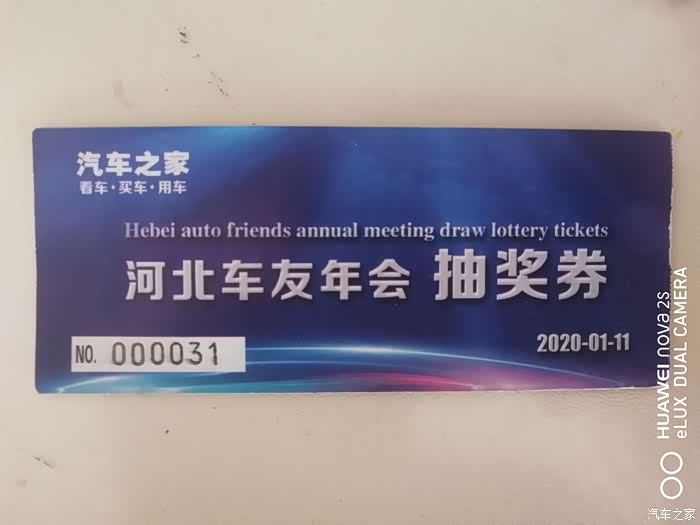 汽车之家
看车·买车·用车
Hebei auto friends annual meeting draw lottery tickets
河北车友年会 抽奖券
NO. 000031
2020-01-11
HUAWEI nova 2S
eLUX DUAL CAMERA
汽车之家